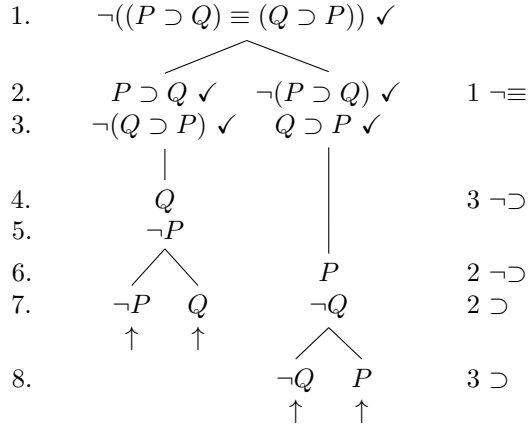 1. ¬((P ⊃ Q) ≡ (Q ⊃ P)) ✓
2. P ⊃ Q ✓ ¬(P ⊃ Q) ✓ 1 ¬≡
3. ¬(Q ⊃ P) ✓ Q ⊃ P ✓
4. Q 3 ¬⊃
5. ¬P
6. P 2 ¬⊃
7. ¬P Q ¬Q 2 ⊃
↑ ↑
8. ¬Q P 3 ⊃
↑ ↑